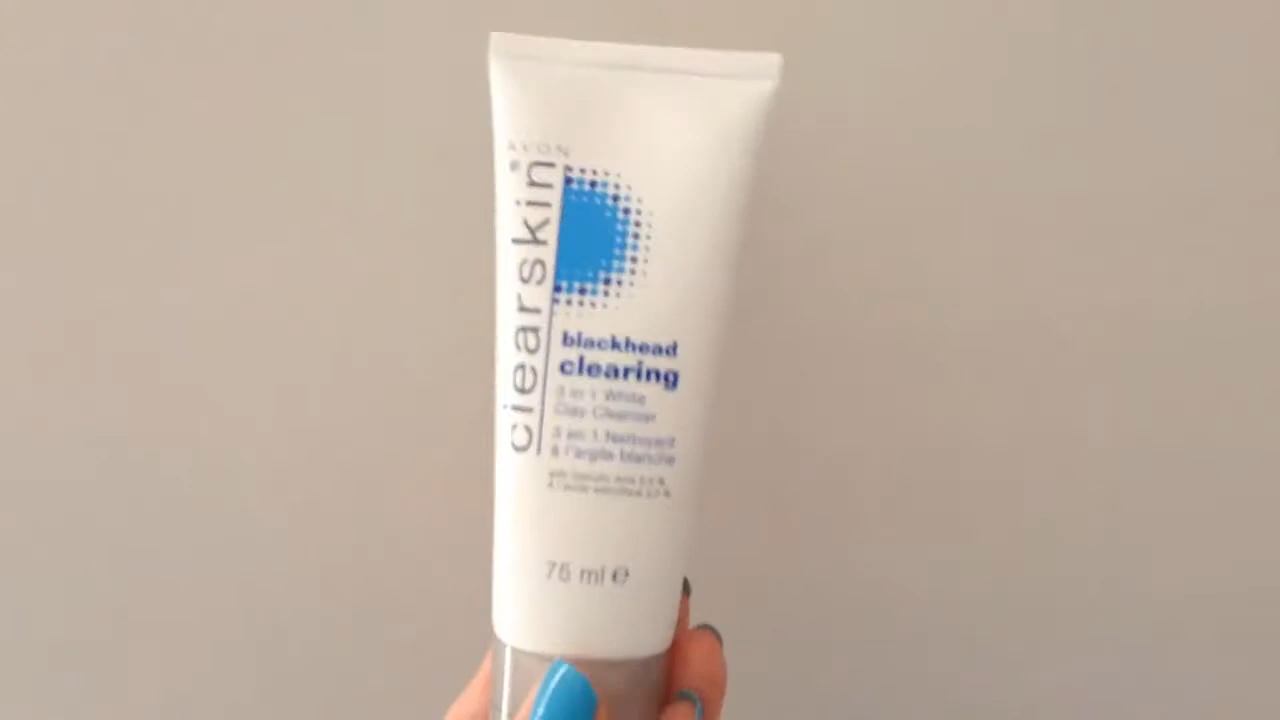 AVON
clearskin
blackhead
clearing
3 in 1 White
Clay Cleanser
3 en 1 Nettoyant
à l'argile blanche
75 ml ℮